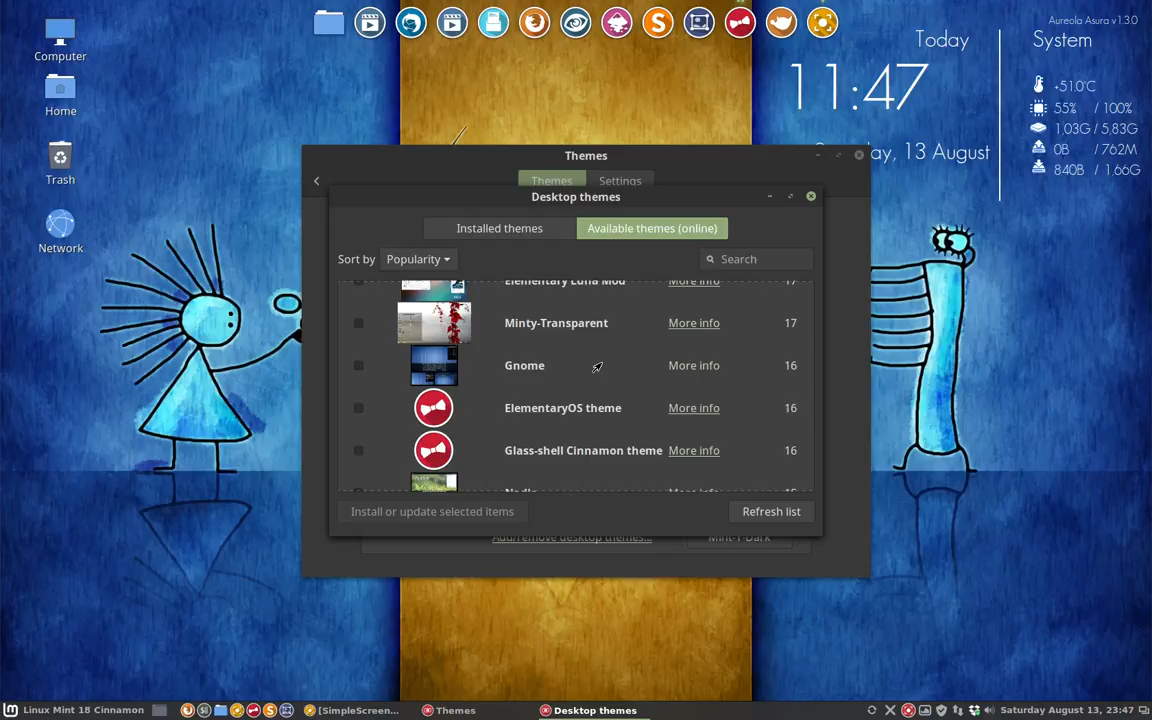 Computer
Home
Trash
Network
Aureola Asura v1.3.0
Today
11:47
day, 13 August
System
+51.0°C
55% / 100%
1,03G / 5,83G
0B / 762M
840B / 1.66G
Themes
Themes
Settings
Desktop themes
Installed themes
Available themes (online)
Sort by
Popularity
Search
Elementary Luna Mod More info 17
Minty-Transparent More info 17
Gnome More info 16
ElementaryOS theme More info 16
Glass-shell Cinnamon theme More info 16
More info 15
Install or update selected items
Refresh list
Add/remove desktop themes...
Mint-Y-Dark
Linux Mint 18 Cinnamon
[SimpleScreen...
Themes
Desktop themes
Saturday August 13, 23:47